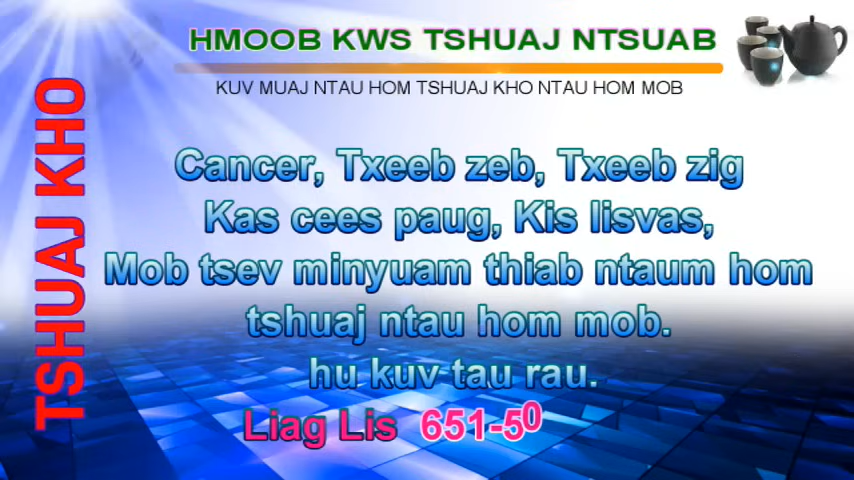 HMOOB KWS TSHUAJ NTSUAB
KUV MUAJ NTAU HOM TSHUAJ KHO NTAU HOM MOB
TSHUAJ KHO
Cancer, Txeeb zeb, Txeeb zig
Kas cees paug, Kis lisvas,
Mob tsev minyuam thiab ntaum hom
tshuaj ntau hom mob.
hu kuv tau rau.
Liag Lis 651-50